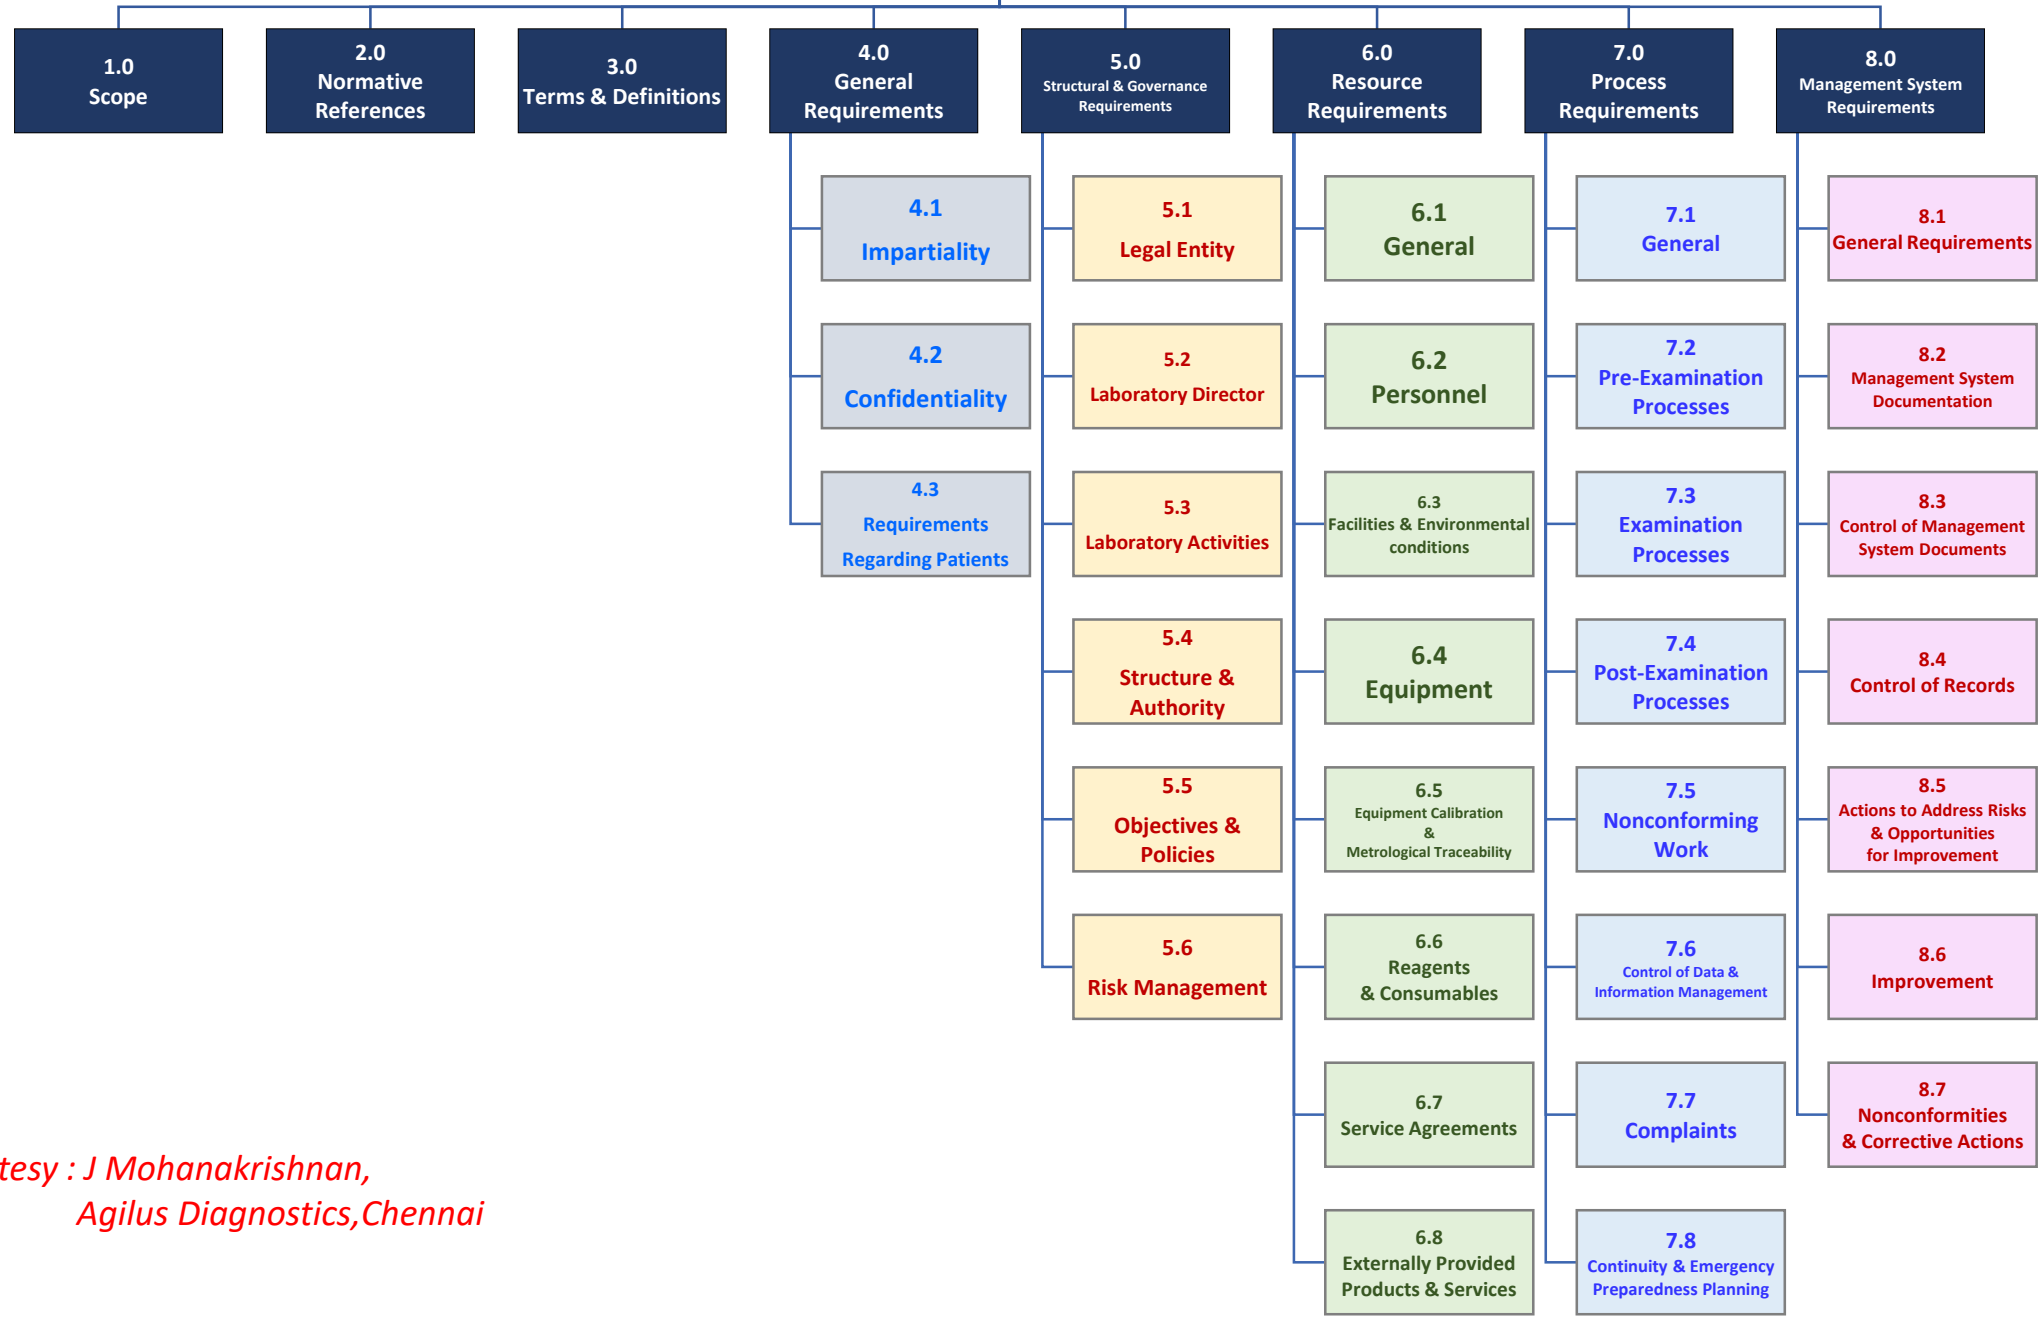 1.0
Scope
2.0
Normative
References
3.0
Terms & Definitions
4.0
General
Requirements
5.0
Structural & Governance
Requirements
6.0
Resource
Requirements
7.0
Process
Requirements
8.0
Management System
Requirements
4.1
Impartiality
4.2
Confidentiality
4.3
Requirements
Regarding Patients
5.1
Legal Entity
5.2
Laboratory Director
5.3
Laboratory Activities
5.4
Structure &
Authority
5.5
Objectives &
Policies
5.6
Risk Management
6.1
General
6.2
Personnel
6.3
Facilities & Environmental
conditions
6.4
Equipment
6.5
Equipment Calibration
&
Metrological Traceability
6.6
Reagents
& Consumables
6.7
Service Agreements
6.8
Externally Provided
Products & Services
7.1
General
7.2
Pre-Examination
Processes
7.3
Examination
Processes
7.4
Post-Examination
Processes
7.5
Nonconforming
Work
7.6
Control of Data &
Information Management
7.7
Complaints
7.8
Continuity & Emergency
Preparedness Planning
8.1
General Requirements
8.2
Management System
Documentation
8.3
Control of Management
System Documents
8.4
Control of Records
8.5
Actions to Address Risks
& Opportunities
for Improvement
8.6
Improvement
8.7
Nonconformities
& Corrective Actions
tesy : J Mohanakrishnan,
Agilus Diagnostics,Chennai